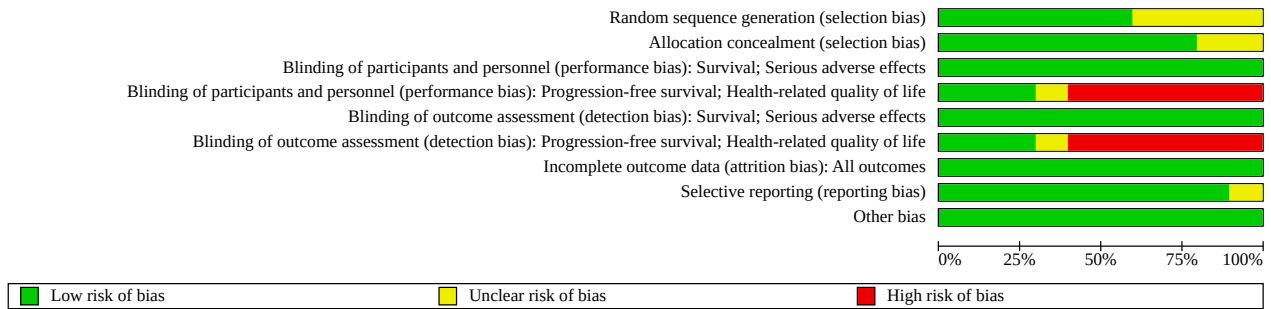 Random sequence generation (selection bias)
Allocation concealment (selection bias)
Blinding of participants and personnel (performance bias): Survival; Serious adverse effects
Blinding of participants and personnel (performance bias): Progression-free survival; Health-related quality of life
Blinding of outcome assessment (detection bias): Survival; Serious adverse effects
Blinding of outcome assessment (detection bias): Progression-free survival; Health-related quality of life
Incomplete outcome data (attrition bias): All outcomes
Selective reporting (reporting bias)
Other bias
0% 25% 50% 75% 100%
Low risk of bias Unclear risk of bias High risk of bias